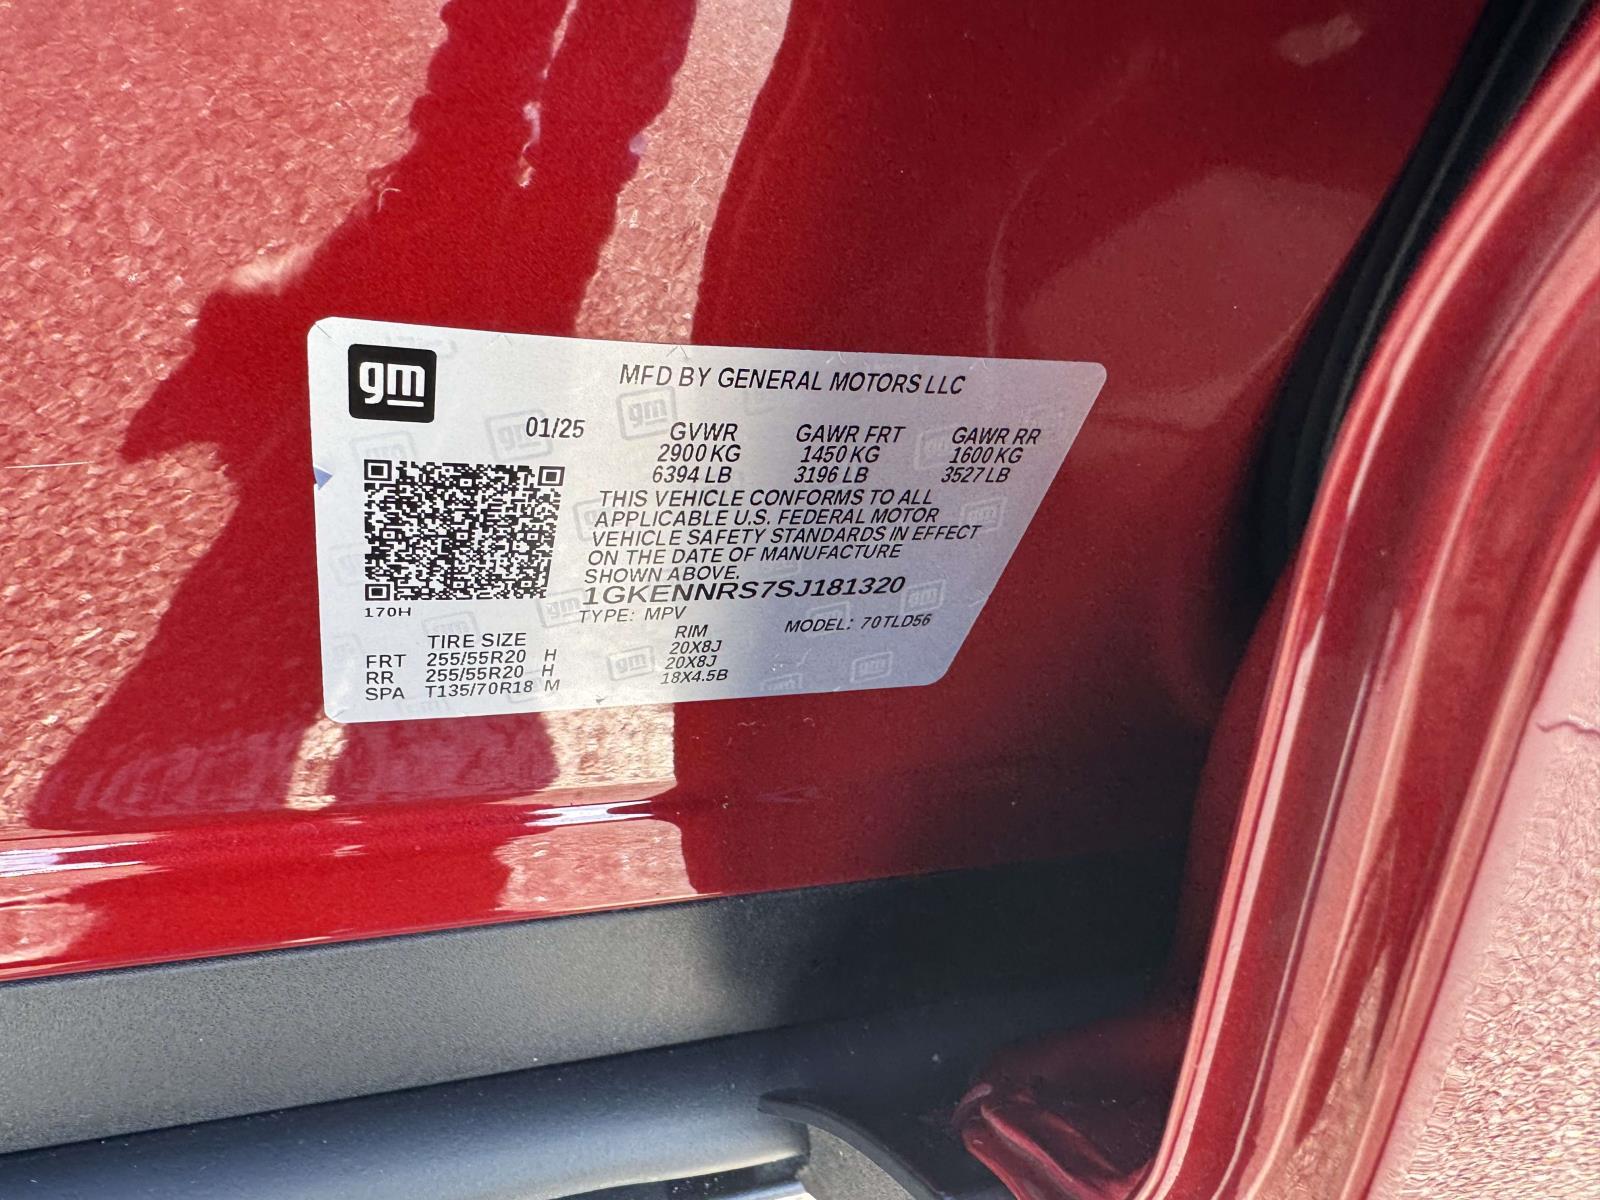 gm
MFD BY GENERAL MOTORS LLC
01/25
GVWR GAWR FRT GAWR RR
2900 KG 1450 KG 1600 KG
6394 LB 3196 LB 3527 LB
THIS VEHICLE CONFORMS TO ALL
APPLICABLE U.S. FEDERAL MOTOR
VEHICLE SAFETY STANDARDS IN EFFECT
ON THE DATE OF MANUFACTURE
SHOWN ABOVE.
1GKENNRS7SJ181320
170H
TYPE: MPV MODEL: 70TLD56
TIRE SIZE RIM
FRT 255/55R20 H 20X8J
RR 255/55R20 H 20X8J
SPA T135/70R18 M 18X4.5B